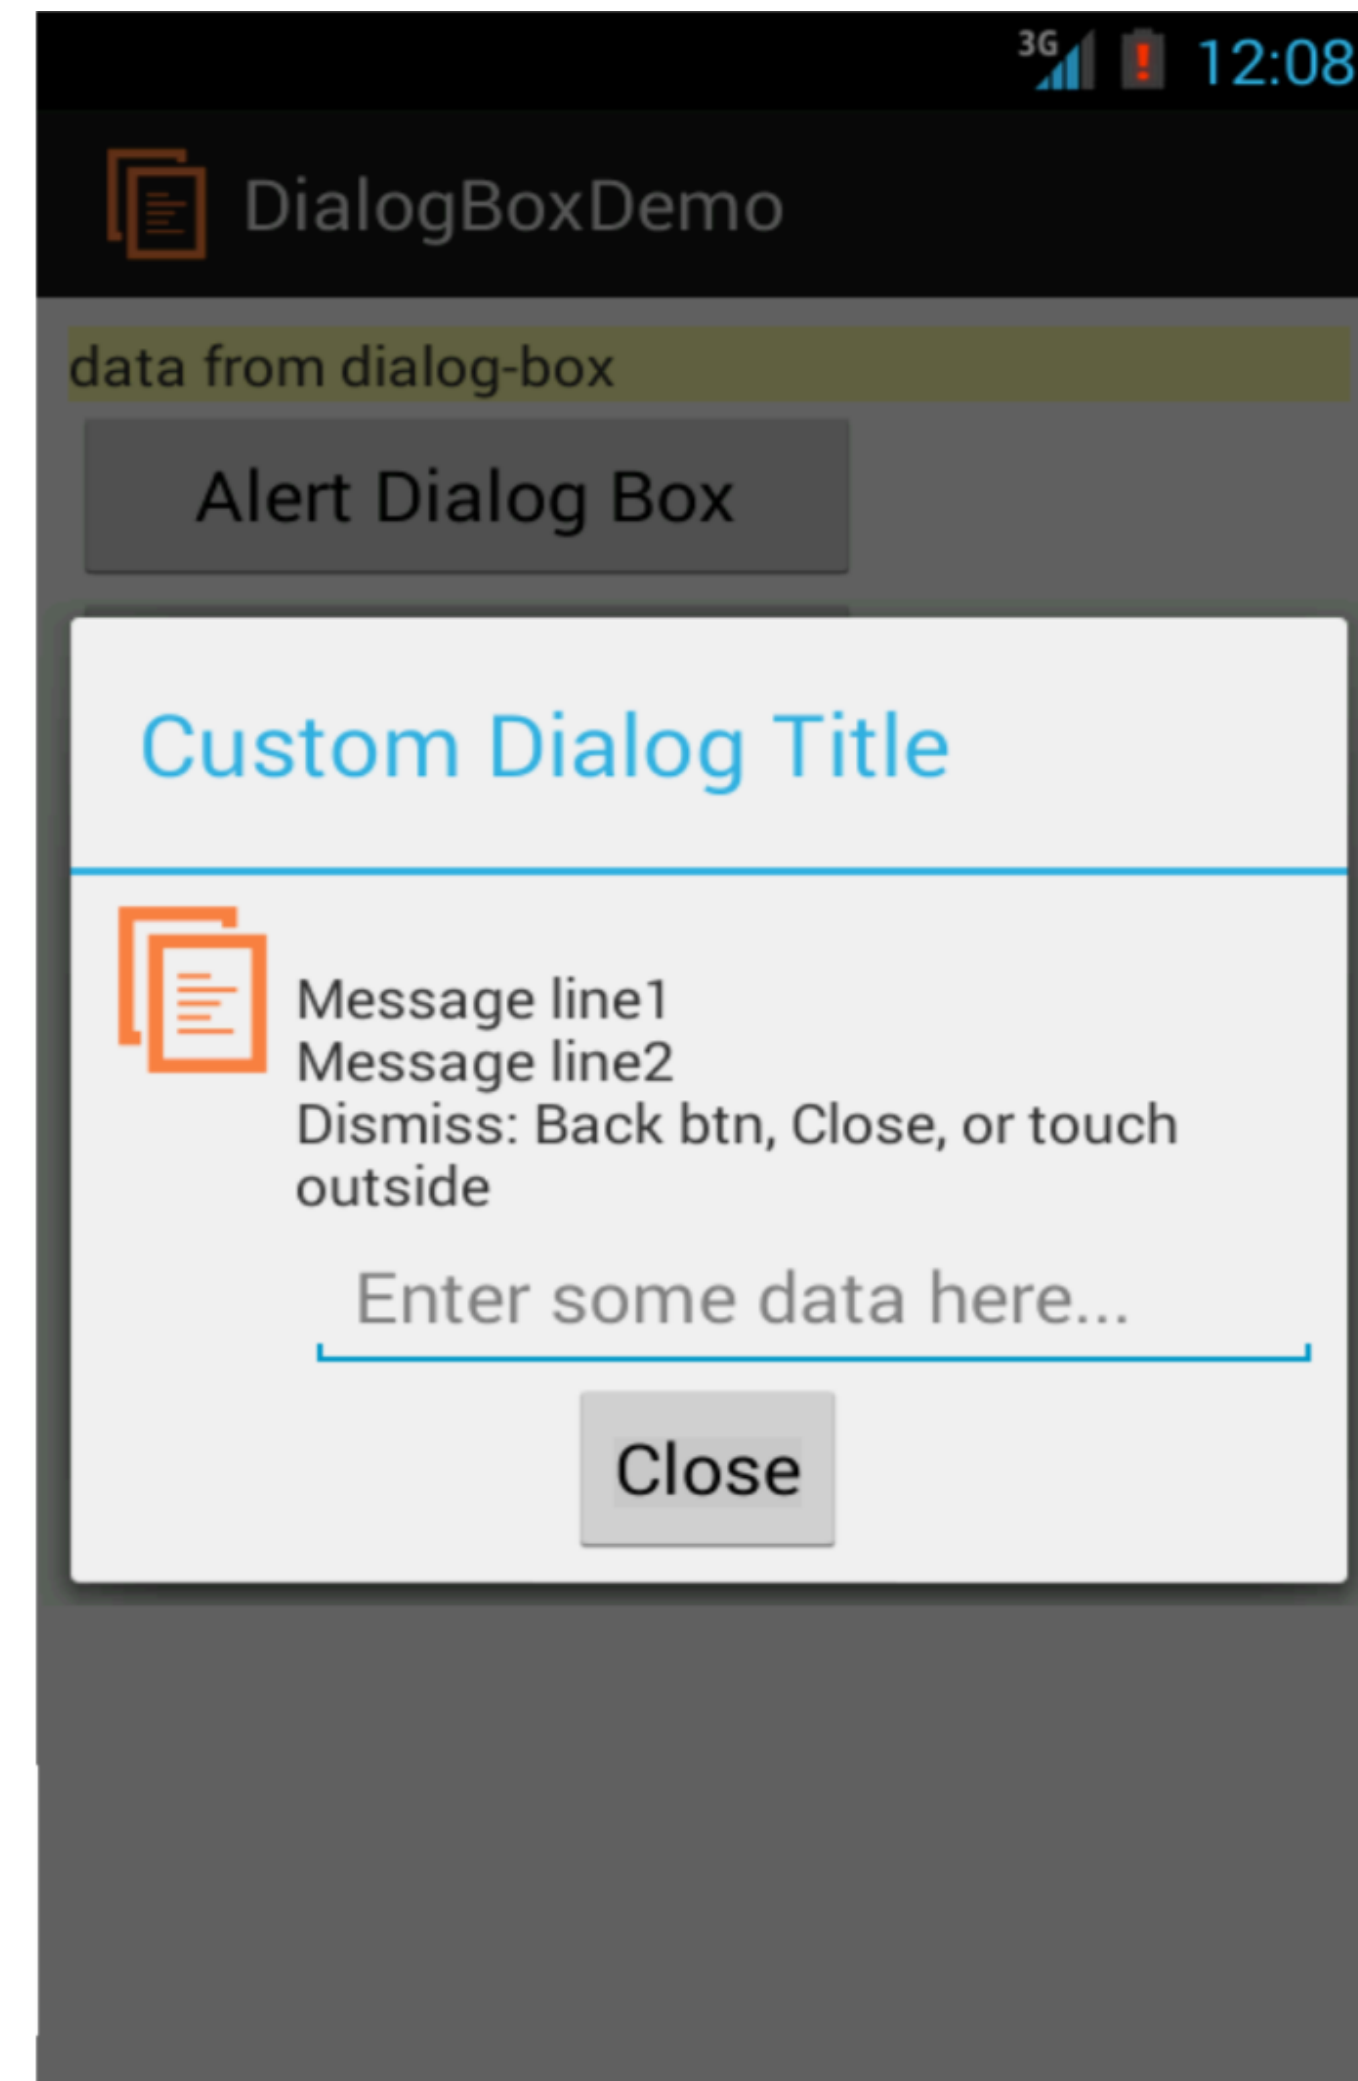 3G 12:08
DialogBoxDemo
data from dialog-box
Alert Dialog Box
Custom Dialog Title
Message line1
Message line2
Dismiss: Back btn, Close, or touch
outside
Enter some data here...
Close